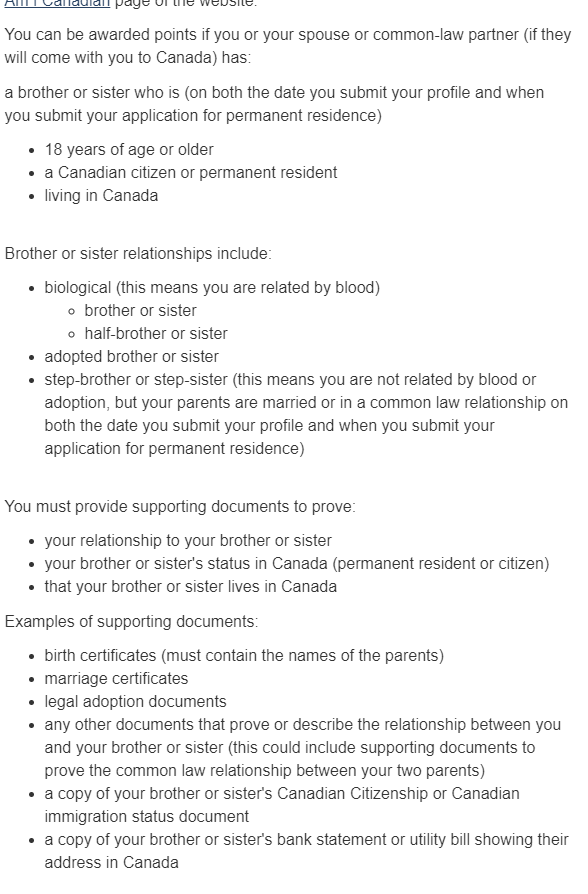 Am I Canadian page of the website.
You can be awarded points if you or your spouse or common-law partner (if they
will come with you to Canada) has:
a brother or sister who is (on both the date you submit your profile and when
you submit your application for permanent residence)
• 18 years of age or older
• a Canadian citizen or permanent resident
• living in Canada
Brother or sister relationships include:
• biological (this means you are related by blood)
◦ brother or sister
◦ half-brother or sister
• adopted brother or sister
• step-brother or step-sister (this means you are not related by blood or
adoption, but your parents are married or in a common law relationship on
both the date you submit your profile and when you submit your
application for permanent residence)
You must provide supporting documents to prove:
• your relationship to your brother or sister
• your brother or sister's status in Canada (permanent resident or citizen)
• that your brother or sister lives in Canada
Examples of supporting documents:
• birth certificates (must contain the names of the parents)
• marriage certificates
• legal adoption documents
• any other documents that prove or describe the relationship between you
and your brother or sister (this could include supporting documents to
prove the common law relationship between your two parents)
• a copy of your brother or sister's Canadian Citizenship or Canadian
immigration status document
• a copy of your brother or sister's bank statement or utility bill showing their
address in Canada